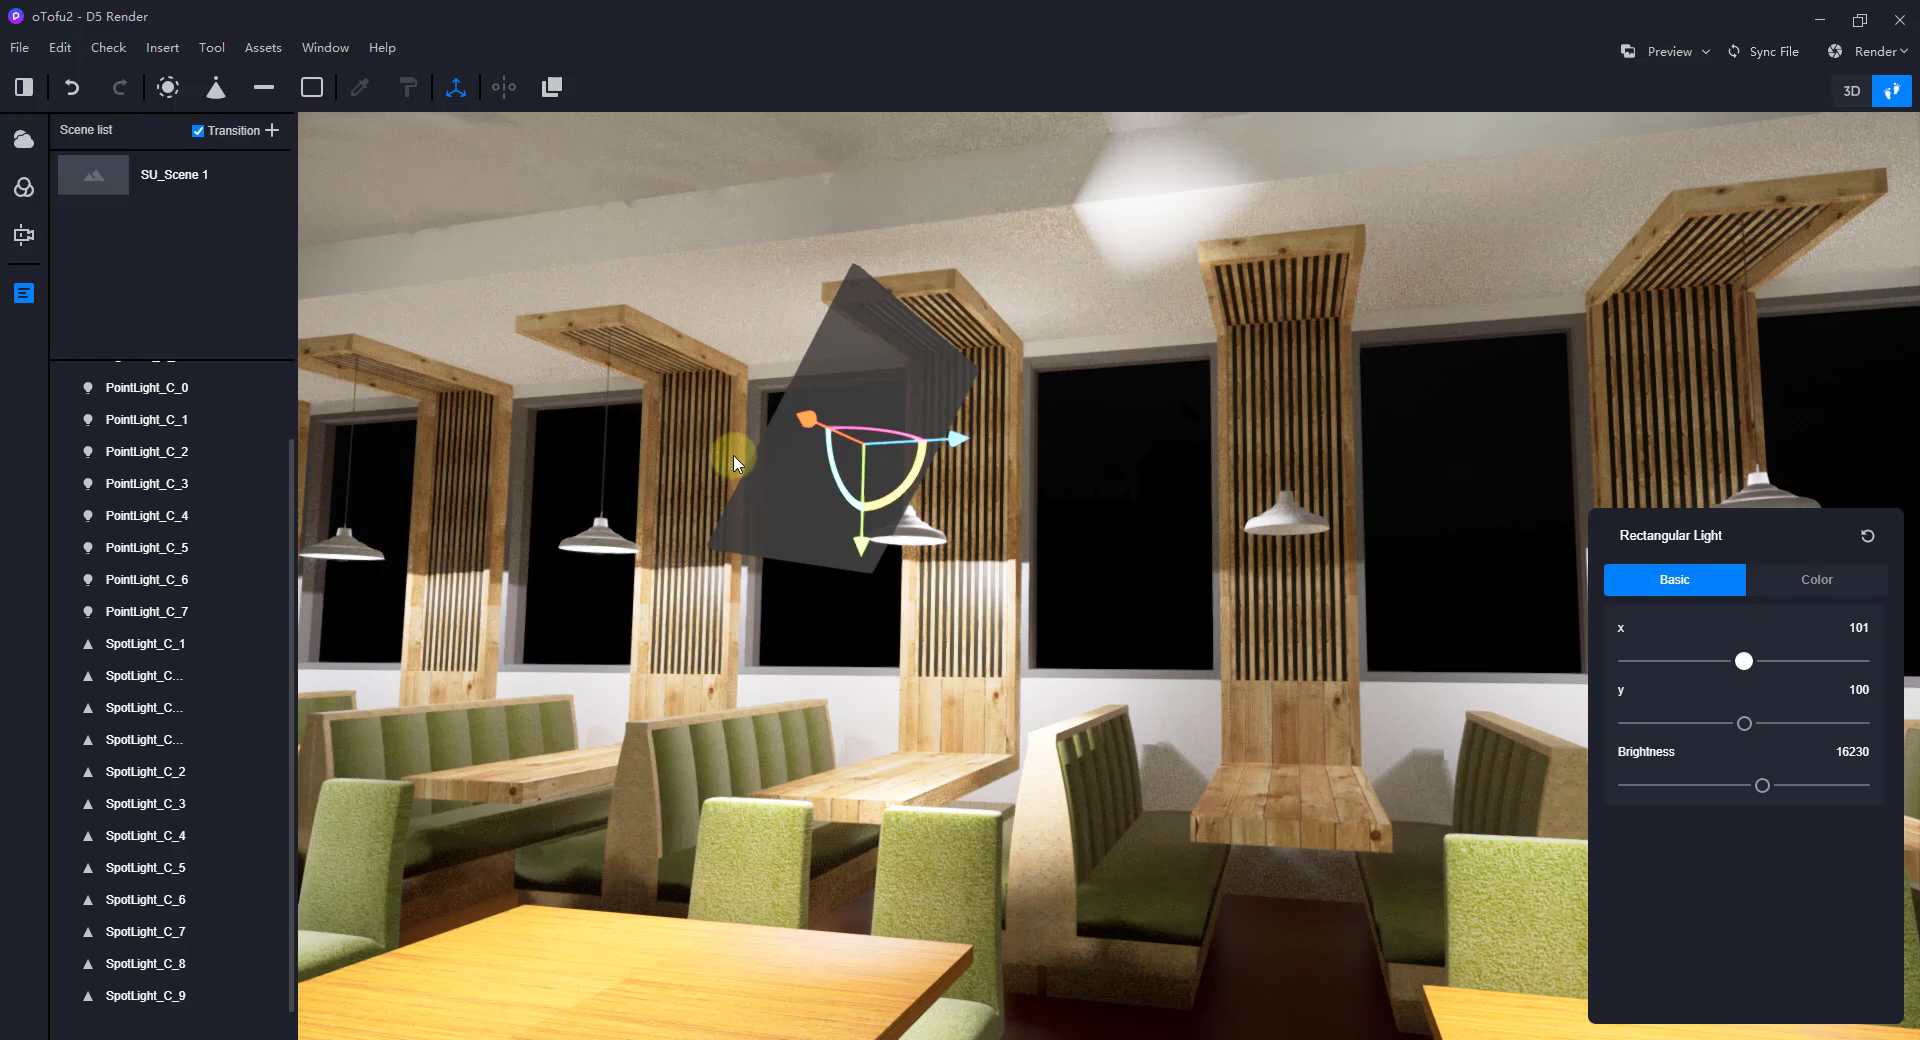 oTofu2 - D5 Render
File Edit Check Insert Tool Assets Window Help
Preview Sync File Render
3D
Scene list Transition
SU_Scene 1
PointLight_C_0
PointLight_C_1
PointLight_C_2
PointLight_C_3
PointLight_C_4
PointLight_C_5
PointLight_C_6
PointLight_C_7
SpotLight_C_1
SpotLight_C...
SpotLight_C...
SpotLight_C...
SpotLight_C_2
SpotLight_C_3
SpotLight_C_4
SpotLight_C_5
SpotLight_C_6
SpotLight_C_7
SpotLight_C_8
SpotLight_C_9
Rectangular Light
Basic Color
x 101
y 100
Brightness 16230